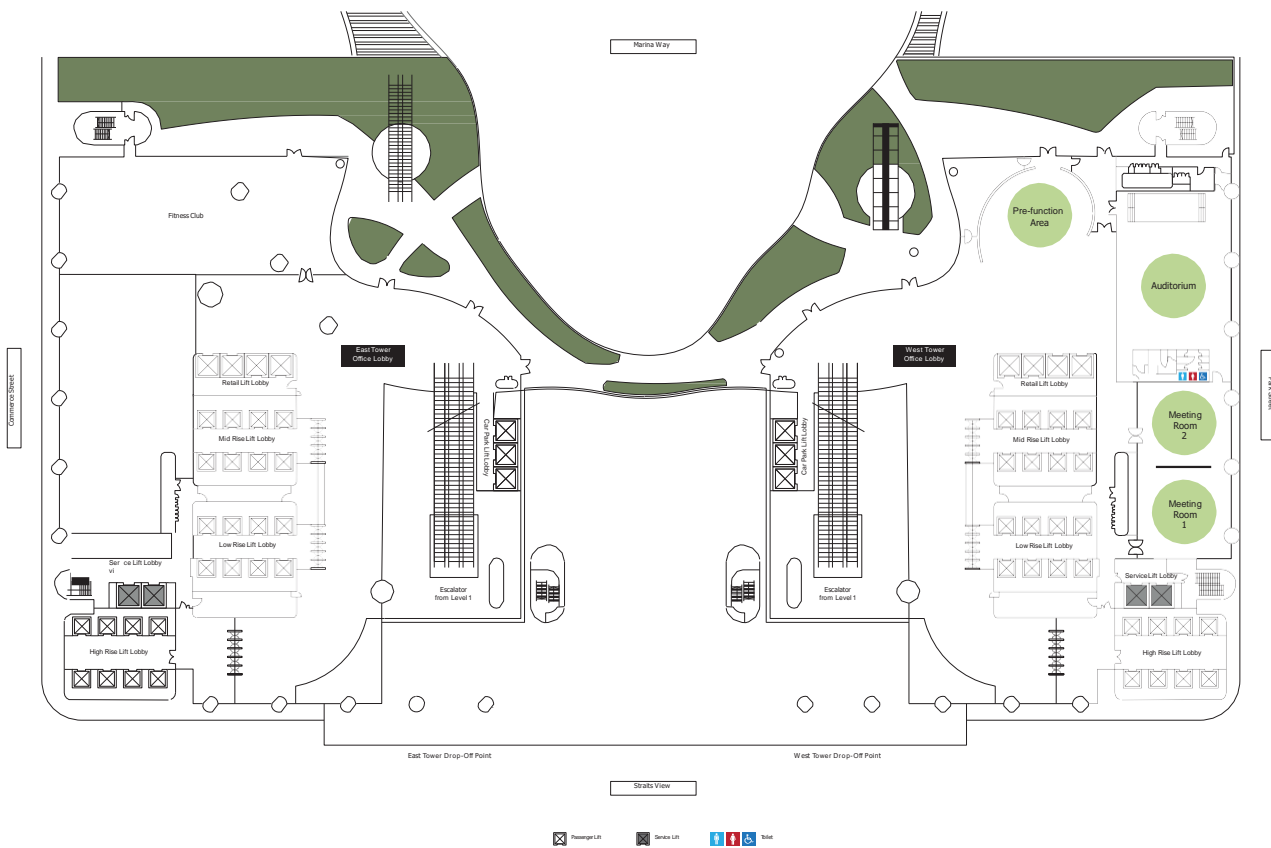 Marina Way
Fitness Club
Pre-function
Area
Auditorium
East Tower
Office Lobby
West Tower
Office Lobby
Commerce Street
Retail Lift Lobby
Mid Rise Lift Lobby
Low Rise Lift Lobby
Car Park Lift Lobby
Car Park Lift Lobby
Retail Lift Lobby
Mid Rise Lift Lobby
Low Rise Lift Lobby
Meeting
Room
2
Meeting
Room
1
Ser ce Lift Lobby
vi
Service Lift Lobby
Escalator
from Level 1
Escalator
from Level 1
High Rise Lift Lobby
High Rise Lift Lobby
East Tower Drop-Off Point
West Tower Drop-Off Point
Straits View
Passenger Lift
Service Lift
Toilet